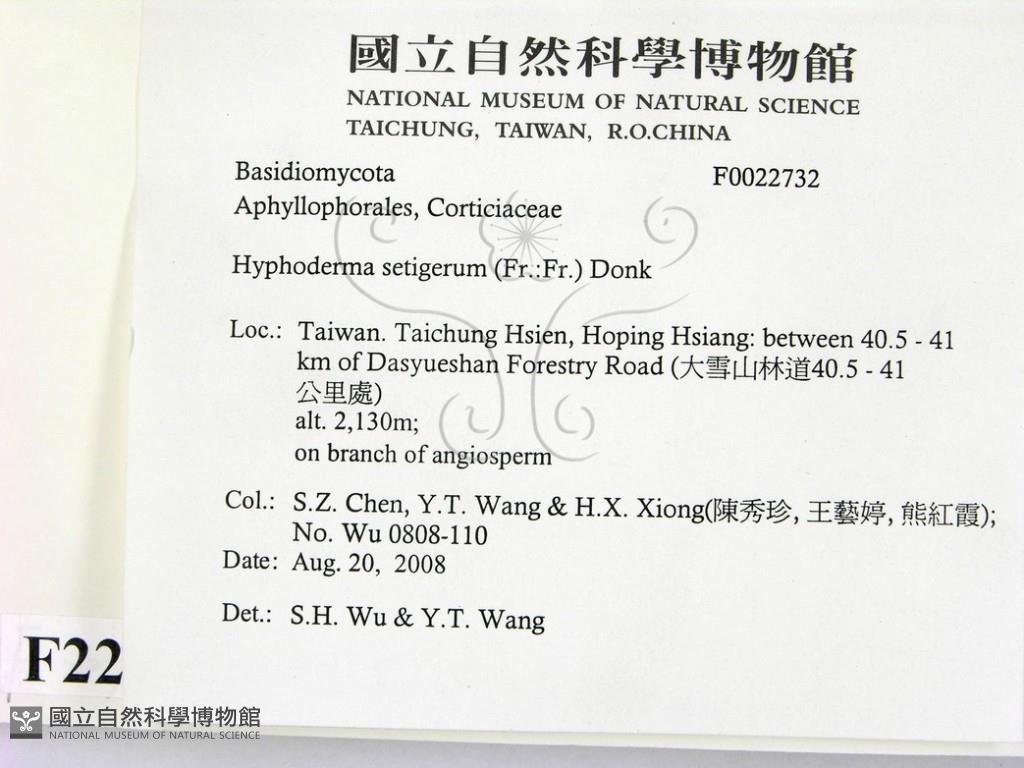 國立自然科學博物館
NATIONAL MUSEUM OF NATURAL SCIENCE
TAICHUNG, TAIWAN, R.O.CHINA
Basidiomycota F0022732
Aphyllophorales, Corticiaceae
Hyphoderma setigerum (Fr.:Fr.) Donk
Loc.: Taiwan. Taichung Hsien, Hoping Hsiang: between 40.5 - 41
km of Dasyueshan Forestry Road (大雪山林道40.5 - 41
公里處)
alt. 2,130m;
on branch of angiosperm
Col.: S.Z. Chen, Y.T. Wang & H.X. Xiong(陳秀珍, 王藝婷, 熊紅霞);
No. Wu 0808-110
Date: Aug. 20, 2008
Det.: S.H. Wu & Y.T. Wang
F22
國立自然科學博物館
NATIONAL MUSEUM OF NATURAL SCIENCE